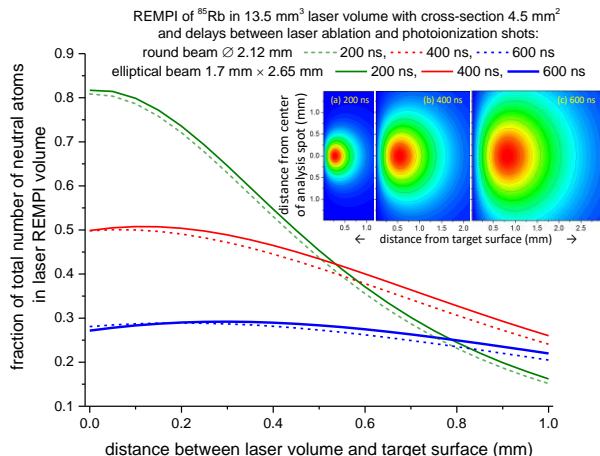 REMPI of ⁸⁵Rb in 13.5 mm³ laser volume with cross-section 4.5 mm²
and delays between laser ablation and photoionization shots:
round beam ∅ 2.12 mm 200 ns, 400 ns, 600 ns
elliptical beam 1.7 mm × 2.65 mm 200 ns, 400 ns, 600 ns
0.9
0.8
0.7
0.6
0.5
0.4
0.3
0.2
0.1
fraction of total number of neutral atoms
in laser REMPI volume
distance from center
of analysis spot (mm)
1.5
1.0
0.5
0.0
0.5
1.0
1.5
(a) 200 ns (b) 400 ns (c) 600 ns
0.5 0.5 1.0 1.5 0.5 1.0 1.5 2.0 2.5
← distance from target surface (mm) →
0.0 0.2 0.4 0.6 0.8 1.0
distance between laser volume and target surface (mm)